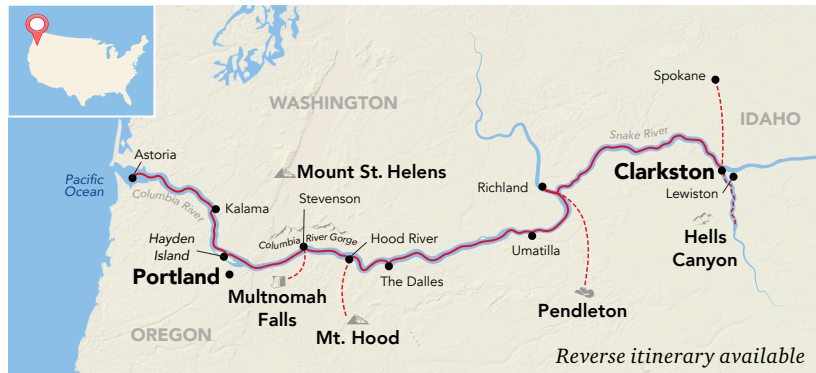 Spokane
WASHINGTON
IDAHO
Snake River
Astoria
Pacific
Ocean
Columbia River
Mount St. Helens
Clarkston
Richland
Lewiston
Stevenson
Kalama
Hayden
Island
Columbia River Gorge
Hood River
Hells
Canyon
Umatilla
Portland
The Dalles
Multnomah
Falls
Pendleton
Mt. Hood
OREGON
Reverse itinerary available